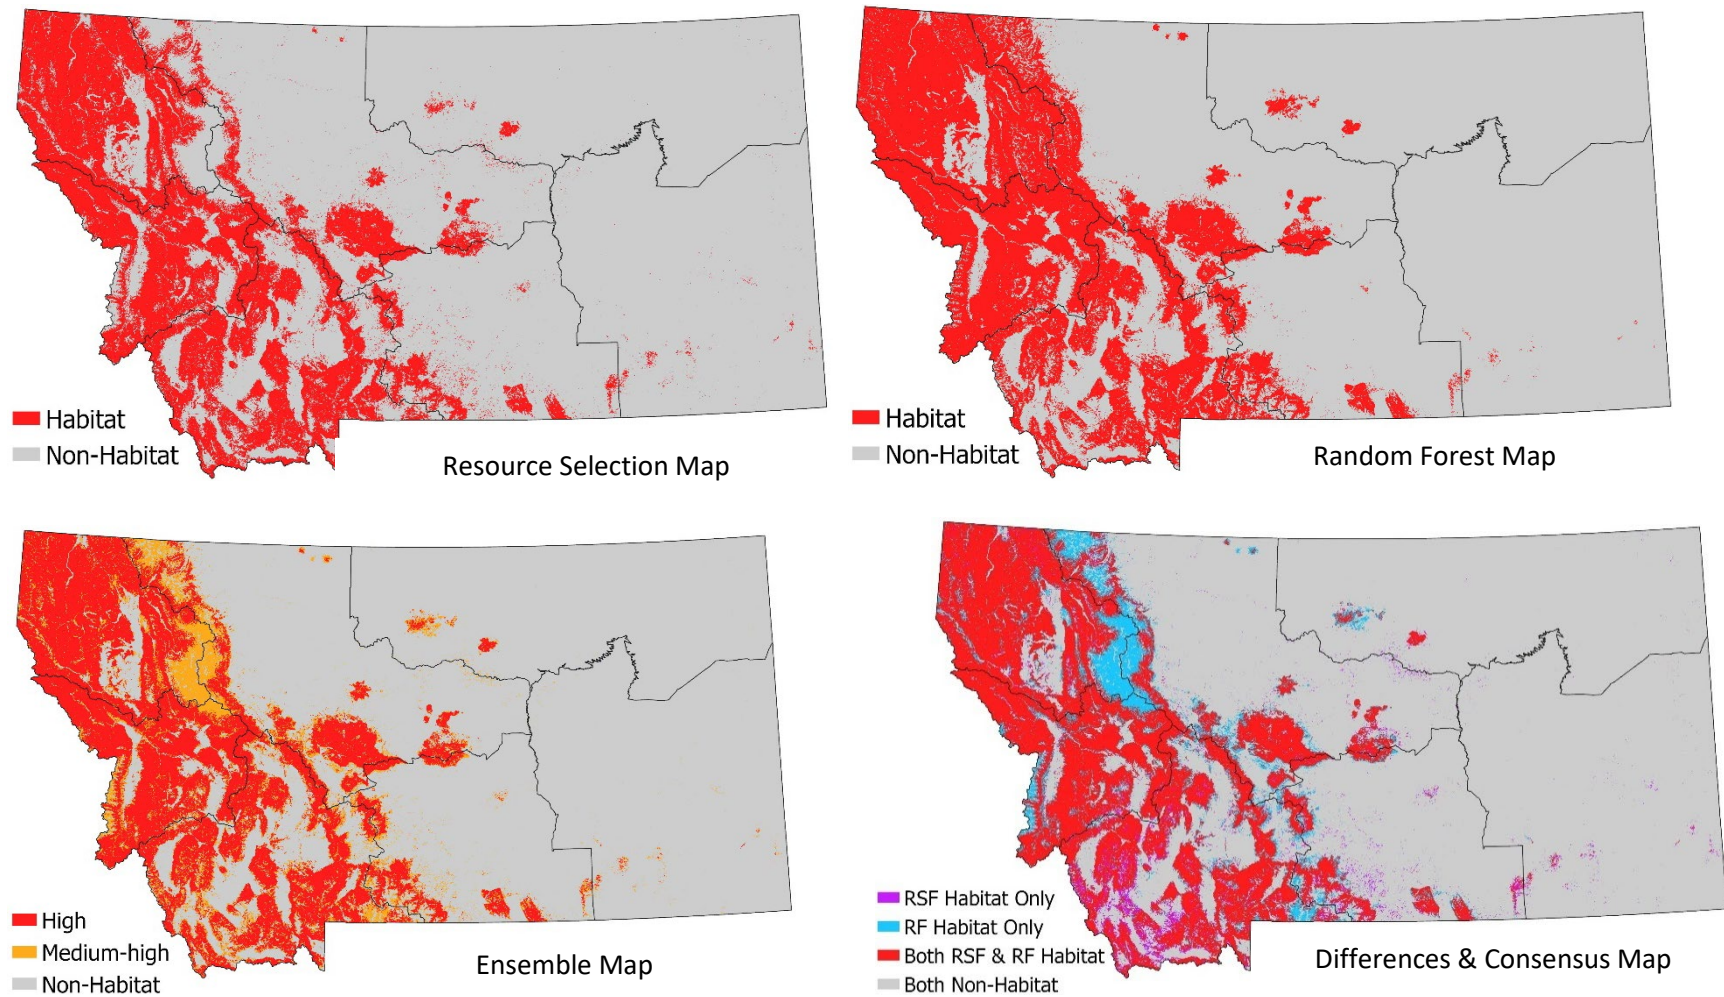 Habitat
Non-Habitat
Resource Selection Map
Habitat
Non-Habitat
Random Forest Map
High
Medium-high
Non-Habitat
Ensemble Map
RSF Habitat Only
RF Habitat Only
Both RSF & RF Habitat
Both Non-Habitat
Differences & Consensus Map